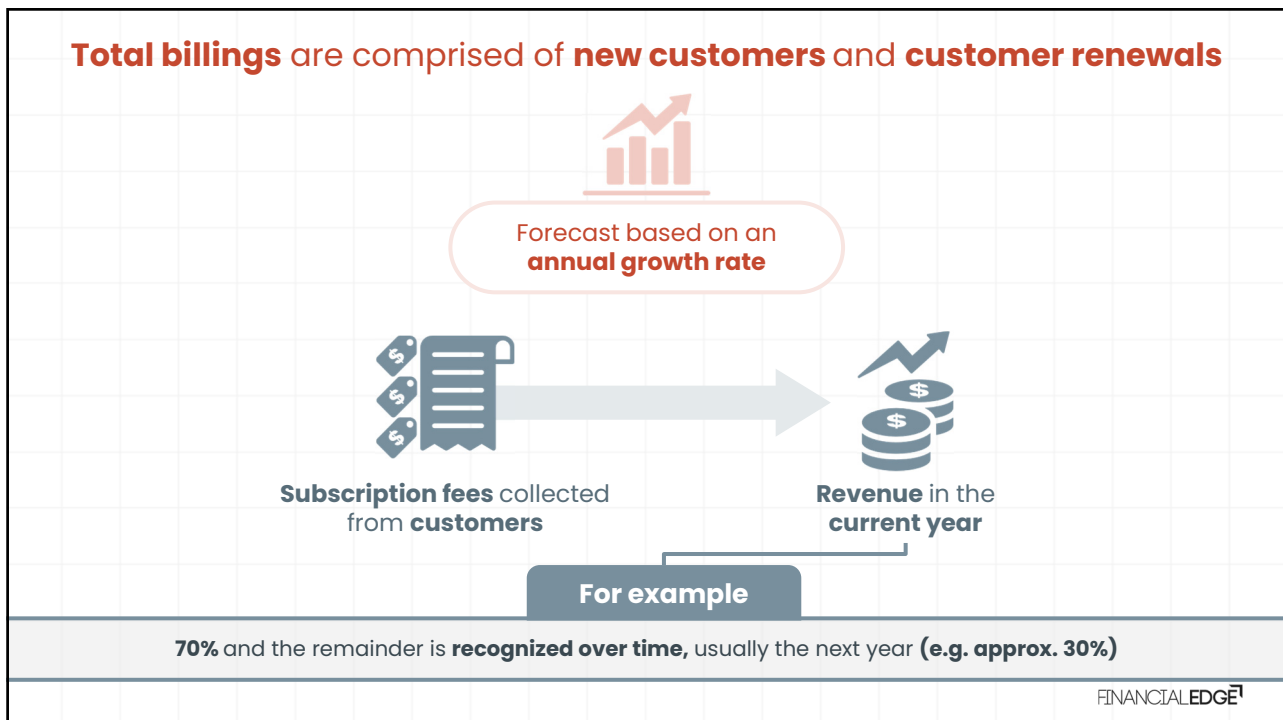 Total billings are comprised of new customers and customer renewals
Forecast based on an
annual growth rate
$
$
$
$
$
Subscription fees collected
from customers
Revenue in the
current year
For example
70% and the remainder is recognized over time, usually the next year (e.g. approx. 30%)
FINANCIALEDGE